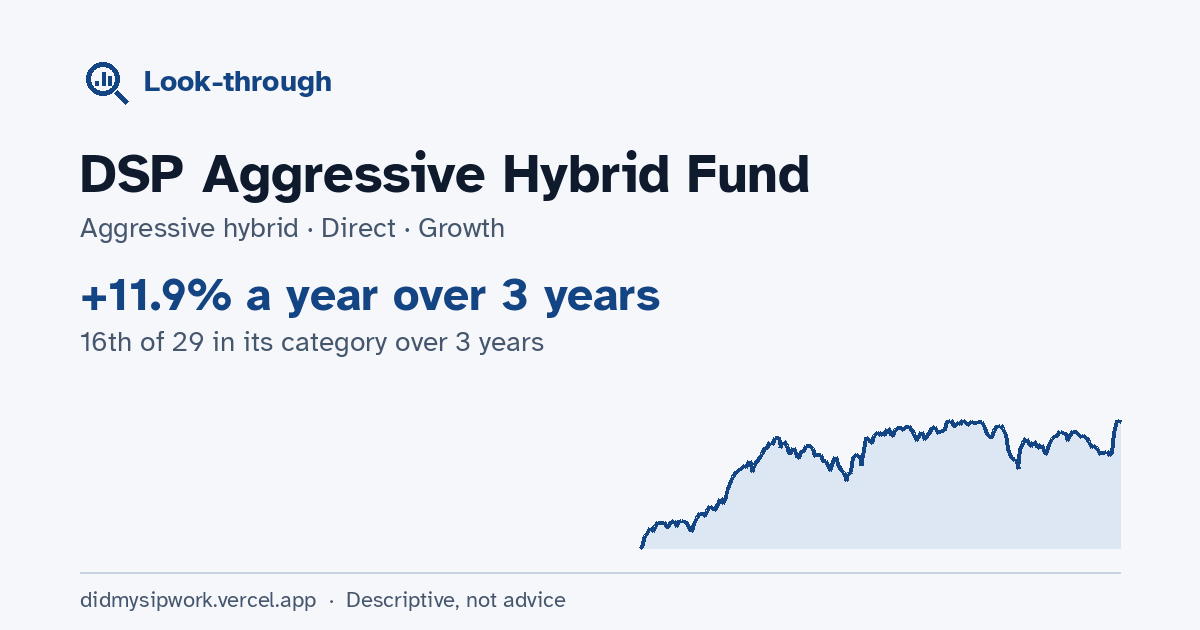 Look-through
DSP Aggressive Hybrid Fund
Aggressive hybrid · Direct · Growth
+11.9% a year over 3 years
16th of 29 in its category over 3 years
didmysipwork.vercel.app · Descriptive, not advice